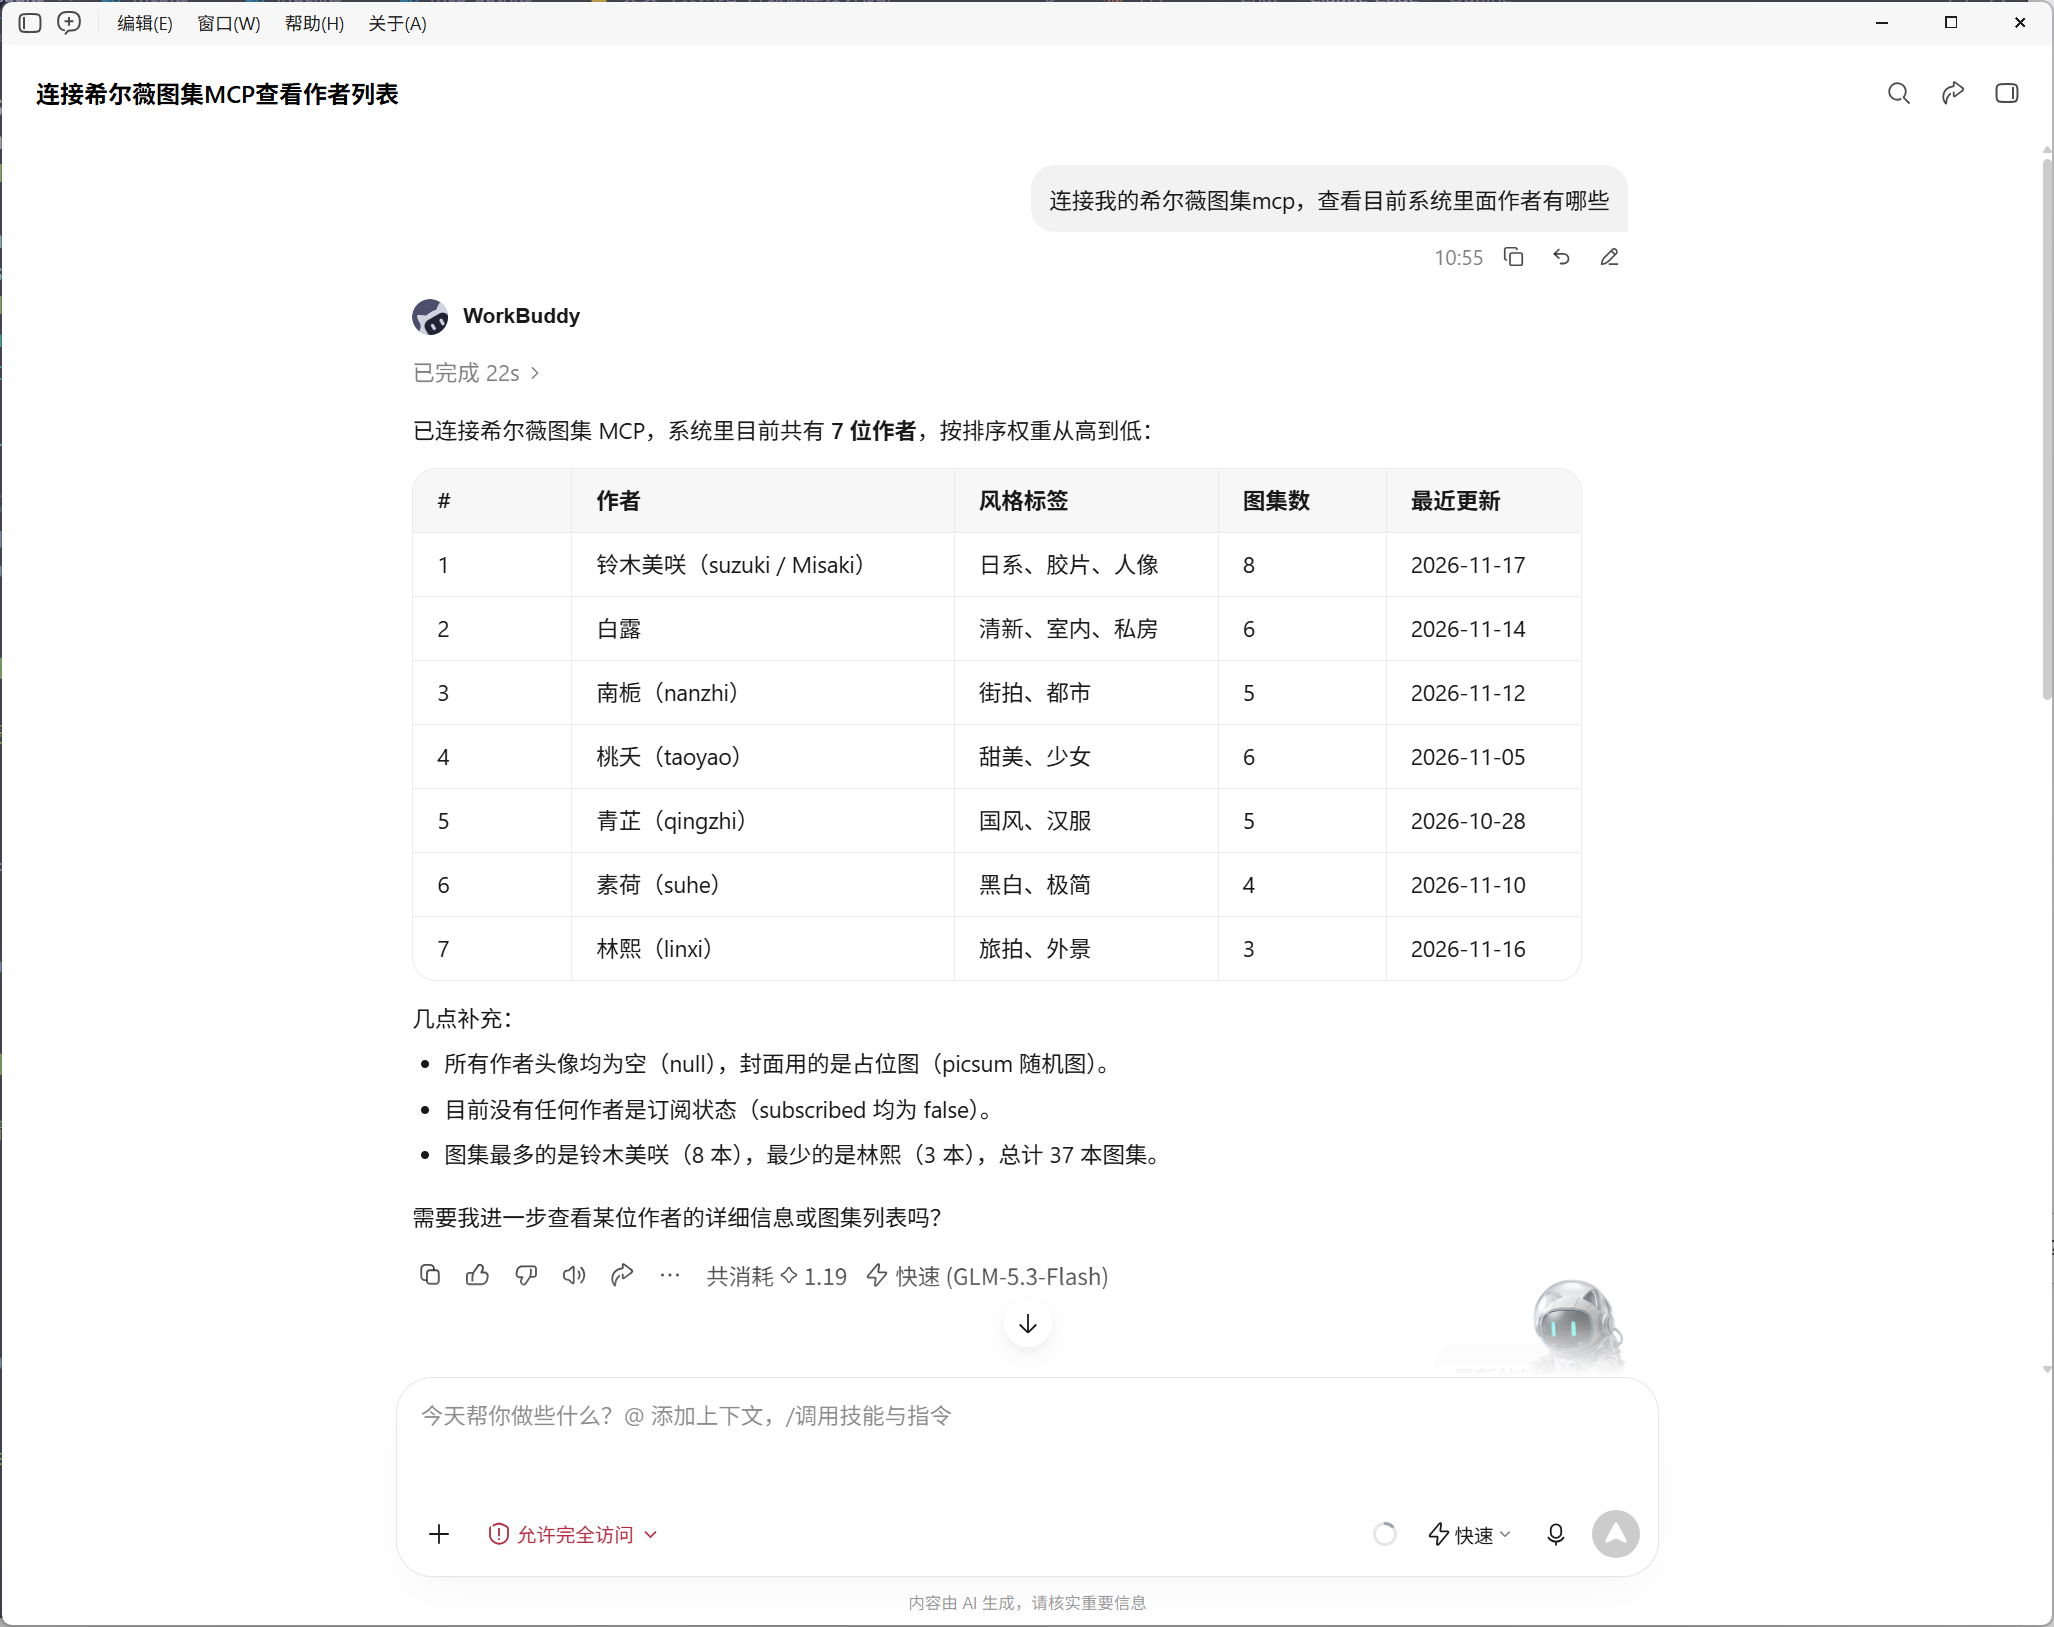 编辑(E) 窗口(W) 帮助(H) 关于(A)
连接希尔薇图集MCP查看作者列表
连接我的希尔薇图集mcp，查看目前系统里面作者有哪些
10:55
WorkBuddy
已完成 22s
已连接希尔薇图集 MCP，系统里目前共有 7 位作者，按排序权重从高到低：
# 作者 风格标签 图集数 最近更新
1 铃木美咲（suzuki / Misaki） 日系、胶片、人像 8 2026-11-17
2 白露 清新、室内、私房 6 2026-11-14
3 南栀（nanzhi） 街拍、都市 5 2026-11-12
4 桃夭（taoyao） 甜美、少女 6 2026-11-05
5 青芷（qingzhi） 国风、汉服 5 2026-10-28
6 素荷（suhe） 黑白、极简 4 2026-11-10
7 林熙（linxi） 旅拍、外景 3 2026-11-16
几点补充：
• 所有作者头像均为空（null），封面用的是占位图（picsum 随机图）。
• 目前没有任何作者是订阅状态（subscribed 均为 false）。
• 图集最多的是铃木美咲（8 本），最少的是林熙（3 本），总计 37 本图集。
需要我进一步查看某位作者的详细信息或图集列表吗？
共消耗 1.19 快速 (GLM-5.3-Flash)
今天帮你做些什么？@ 添加上下文，/调用技能与指令
允许完全访问 快速
内容由 AI 生成，请核实重要信息